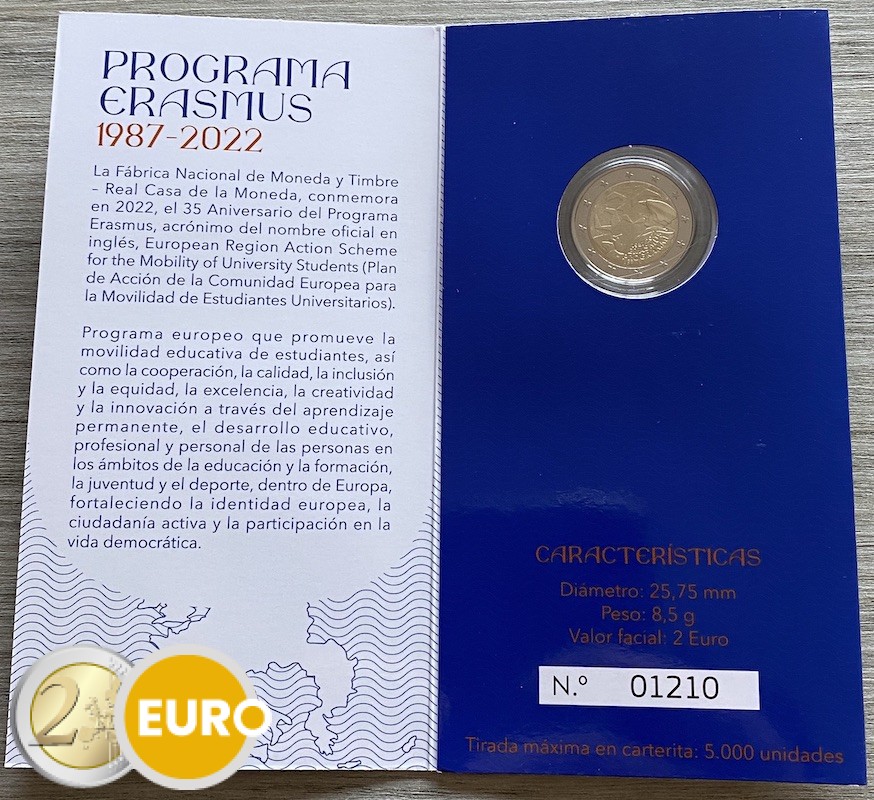 PROGRAMA
ERASMUS
1987-2022
La Fábrica Nacional de Moneda y Timbre
– Real Casa de la Moneda, conmemora
en 2022, el 35 Aniversario del Programa
Erasmus, acrónimo del nombre oficial en
inglés, European Region Action Scheme
for the Mobility of University Students (Plan
de Acción de la Comunidad Europea para
la Movilidad de Estudiantes Universitarios).
Programa europeo que promueve la
movilidad educativa de estudiantes, así
como la cooperación, la calidad, la inclusión
y la equidad, la excelencia, la creatividad
y la innovación a través del aprendizaje
permanente, el desarrollo educativo,
profesional y personal de las personas en
los ámbitos de la educación y la formación,
la juventud y el deporte, dentro de Europa,
fortaleciendo la identidad europea, la
ciudadanía activa y la participación en la
vida democrática.
CARACTERÍSTICAS
Diámetro: 25,75 mm
Peso: 8,5 g
Valor facial: 2 Euro
N.º 01210
Tirada máxima en carterita: 5.000 unidades
2 EURO